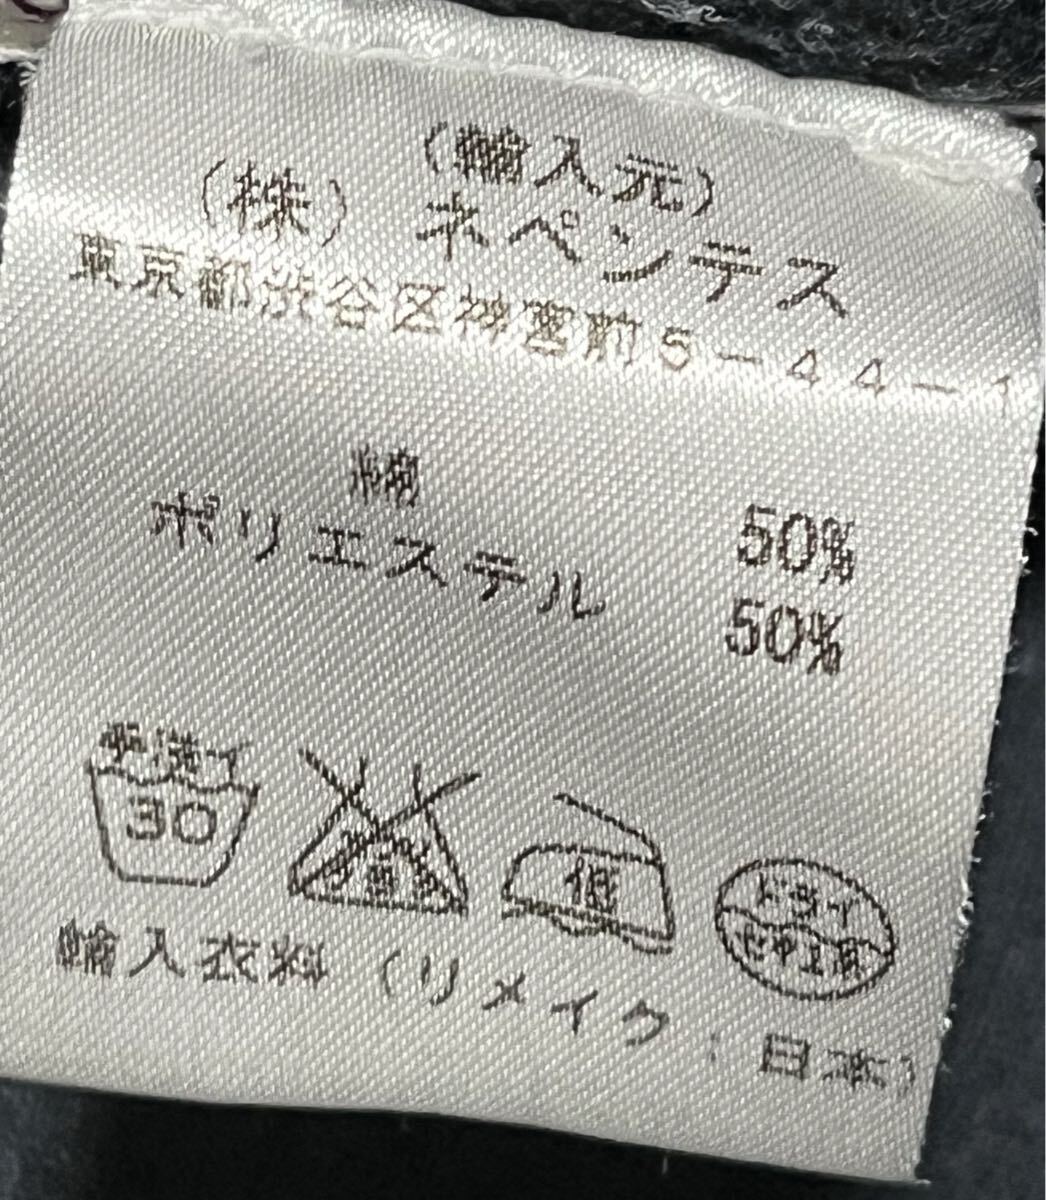 (輸入元)
(株) ネペンテス
東京都渋谷区神宮前5-44-1
綿 50%
ポリエステル 50%
手洗イ
30
低
ドライ
セキユ系
輸入衣料 (リメイク:日本)